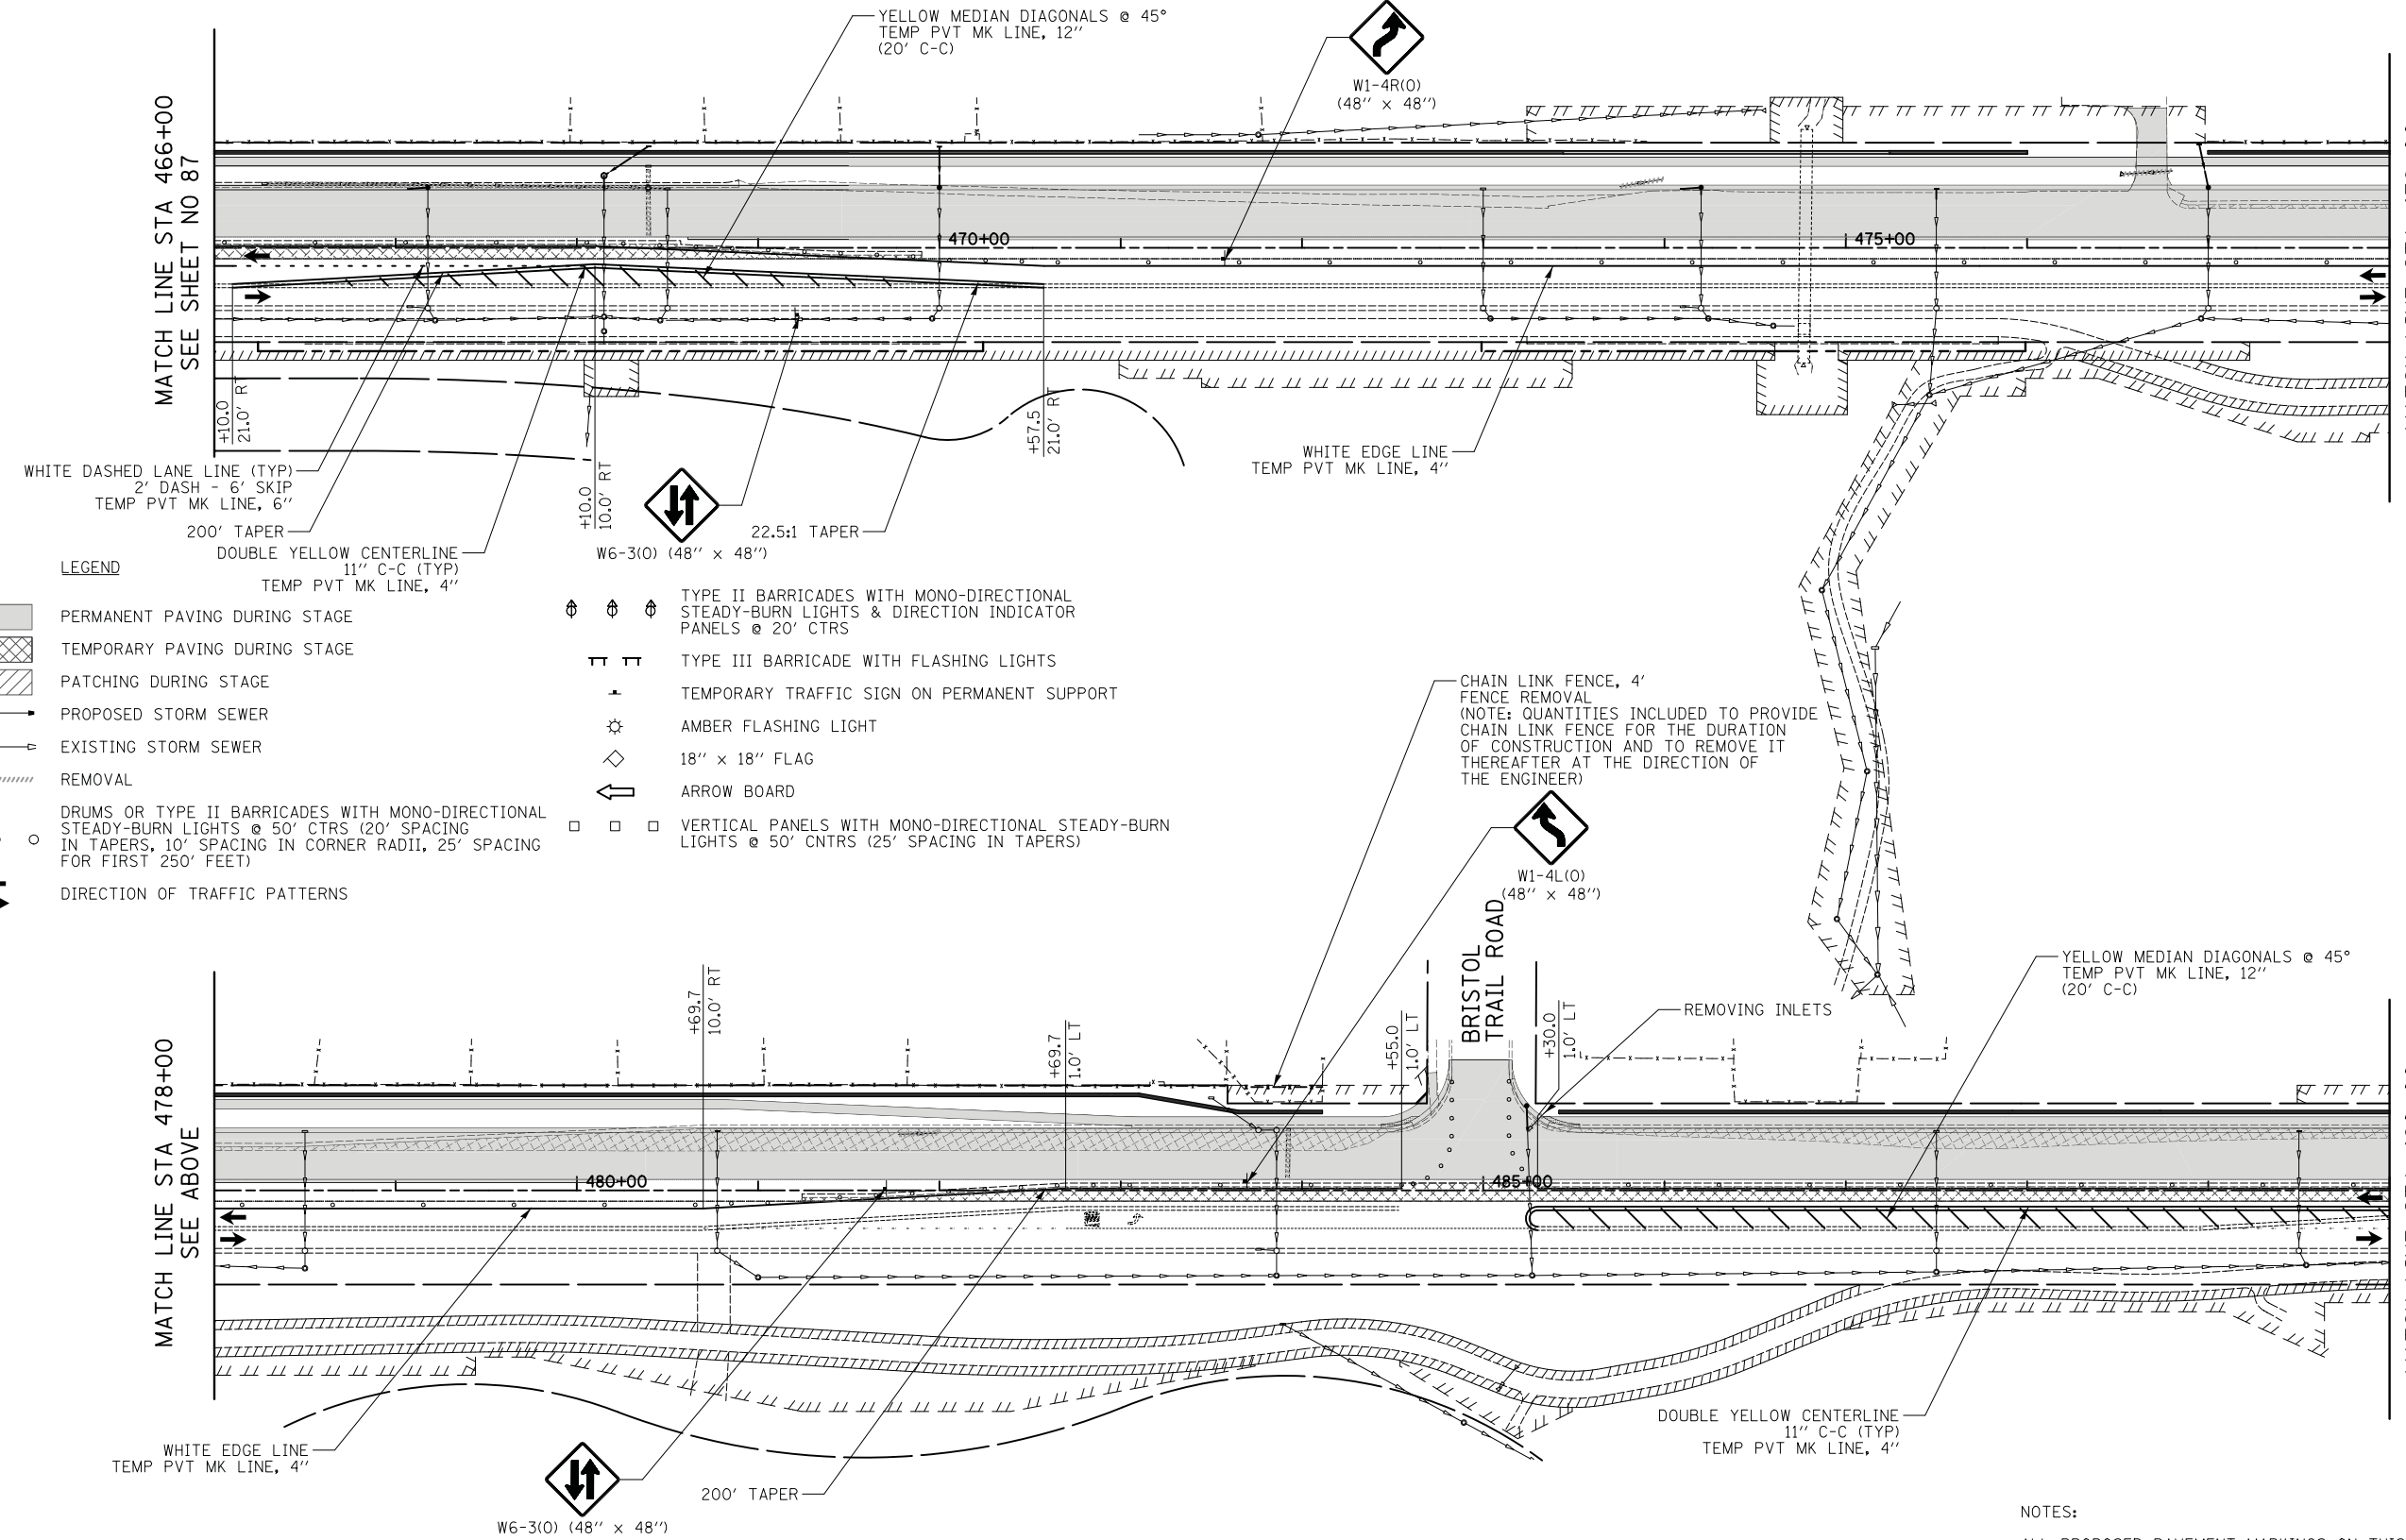 YELLOW MEDIAN DIAGONALS @ 45°
TEMP PVT MK LINE, 12"
(20' C-C)
W1-4R(O)
(48" x 48")
MATCH LINE STA 466+00
SEE SHEET NO 87
470+00
475+00
+10.0
21.0' RT
+10.0
10.0' RT
+57.5
21.0' RT
WHITE DASHED LANE LINE (TYP)
2' DASH - 6' SKIP
TEMP PVT MK LINE, 6"
200' TAPER
DOUBLE YELLOW CENTERLINE
11" C-C (TYP)
TEMP PVT MK LINE, 4"
W6-3(O) (48" x 48")
22.5:1 TAPER
WHITE EDGE LINE
TEMP PVT MK LINE, 4"
LEGEND
PERMANENT PAVING DURING STAGE
TEMPORARY PAVING DURING STAGE
PATCHING DURING STAGE
PROPOSED STORM SEWER
EXISTING STORM SEWER
REMOVAL
DRUMS OR TYPE II BARRICADES WITH MONO-DIRECTIONAL
STEADY-BURN LIGHTS @ 50' CTRS (20' SPACING
IN TAPERS, 10' SPACING IN CORNER RADII, 25' SPACING
FOR FIRST 250' FEET)
DIRECTION OF TRAFFIC PATTERNS
TYPE II BARRICADES WITH MONO-DIRECTIONAL
STEADY-BURN LIGHTS & DIRECTION INDICATOR
PANELS @ 20' CTRS
TYPE III BARRICADE WITH FLASHING LIGHTS
TEMPORARY TRAFFIC SIGN ON PERMANENT SUPPORT
AMBER FLASHING LIGHT
18" x 18" FLAG
ARROW BOARD
VERTICAL PANELS WITH MONO-DIRECTIONAL STEADY-BURN
LIGHTS @ 50' CNTRS (25' SPACING IN TAPERS)
CHAIN LINK FENCE, 4'
FENCE REMOVAL
(NOTE: QUANTITIES INCLUDED TO PROVIDE
CHAIN LINK FENCE FOR THE DURATION
OF CONSTRUCTION AND TO REMOVE IT
THEREAFTER AT THE DIRECTION OF
THE ENGINEER)
W1-4L(O)
(48" x 48")
BRISTOL
TRAIL ROAD
REMOVING INLETS
YELLOW MEDIAN DIAGONALS @ 45°
TEMP PVT MK LINE, 12"
(20' C-C)
MATCH LINE STA 478+00
SEE ABOVE
+69.7
10.0' RT
+69.7
1.0' LT
+55.0
1.0' LT
+30.0
1.0' LT
480+00
485+00
WHITE EDGE LINE
TEMP PVT MK LINE, 4"
W6-3(O) (48" x 48")
200' TAPER
DOUBLE YELLOW CENTERLINE
11" C-C (TYP)
TEMP PVT MK LINE, 4"
NOTES: